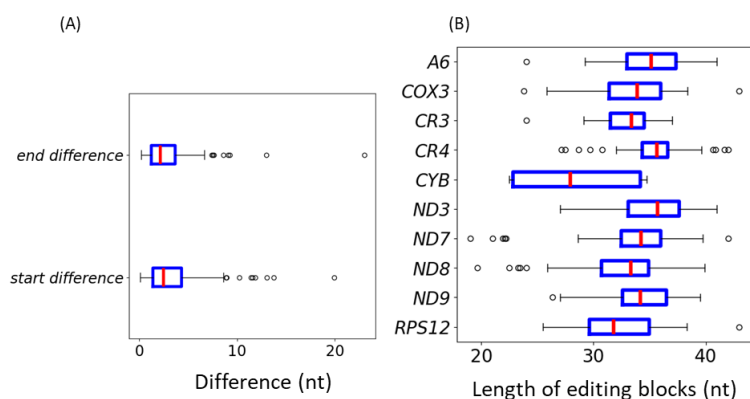 (A)
end difference
start difference
0 10 20
Difference (nt)
(B)
A6
COX3
CR3
CR4
CYB
ND3
ND7
ND8
ND9
RPS12
20 30 40
Length of editing blocks (nt)